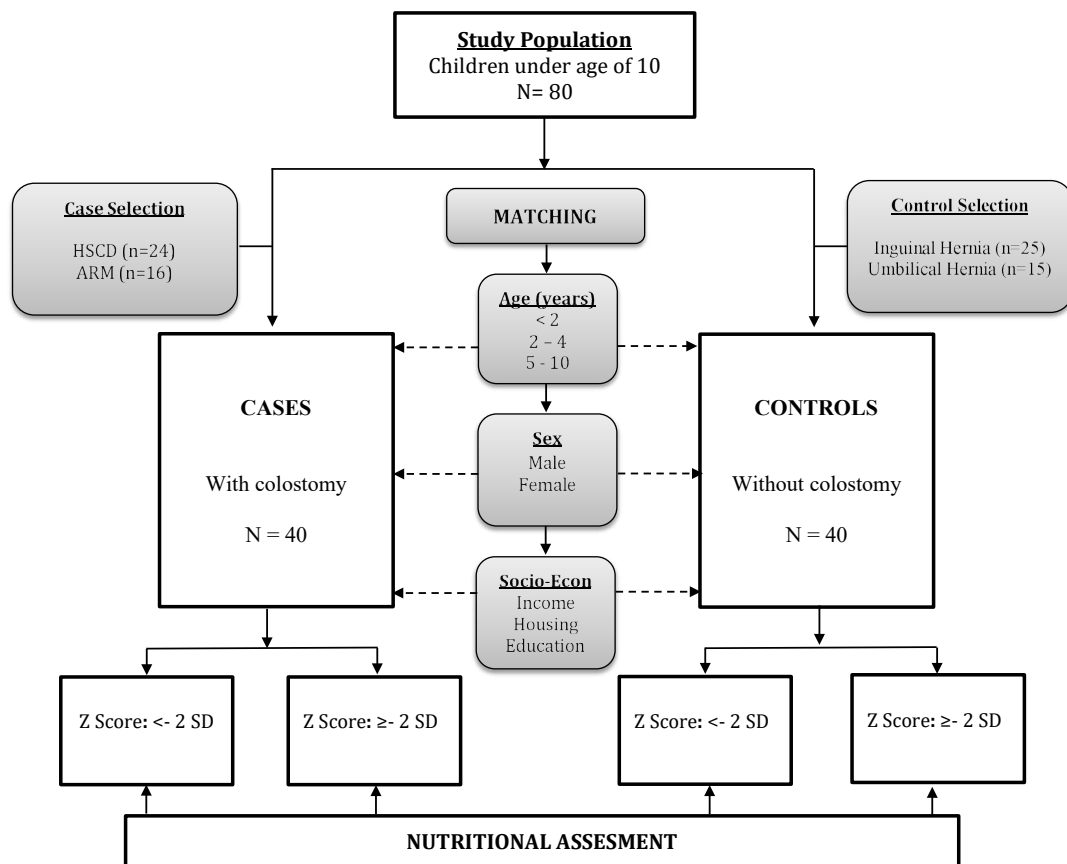 Study Population
Children under age of 10
N= 80
Case Selection
HSCD (n=24)
ARM (n=16)
MATCHING
Control Selection
Inguinal Hernia (n=25)
Umbilical Hernia (n=15)
Age (years)
< 2
2 – 4
5 - 10
CASES
With colostomy
N = 40
Sex
Male
Female
CONTROLS
Without colostomy
N = 40
Socio-Econ
Income
Housing
Education
Z Score: <- 2 SD
Z Score: ≥- 2 SD
Z Score: <- 2 SD
Z Score: ≥- 2 SD
NUTRITIONAL ASSESMENT